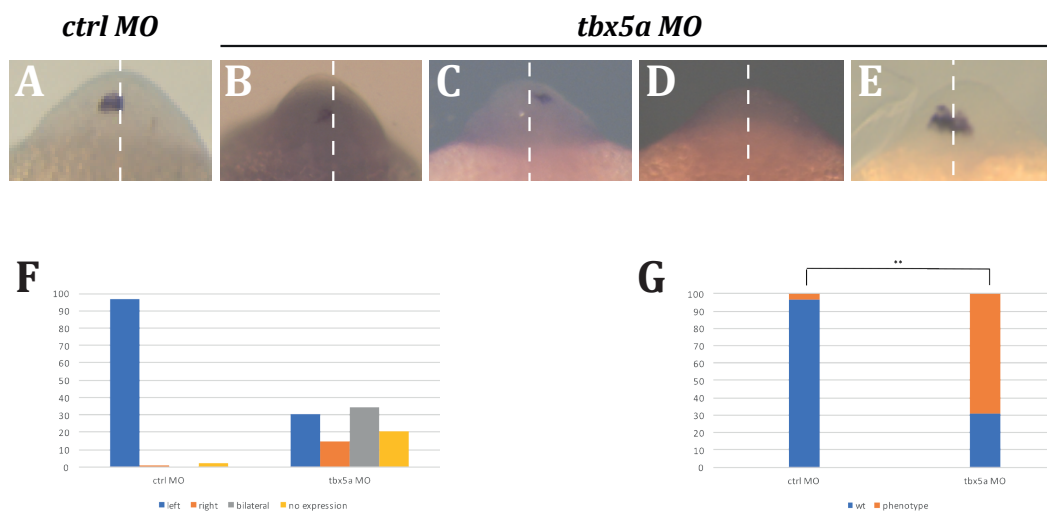 ctrl MO tbx5a MO
A B C D E
F
100
90
80
70
60
50
40
30
20
10
0
ctrl MO tbx5a MO
left right bilateral no expression
G
**
100
90
80
70
60
50
40
30
20
10
0
ctrl MO tbx5a MO
wt phenotype